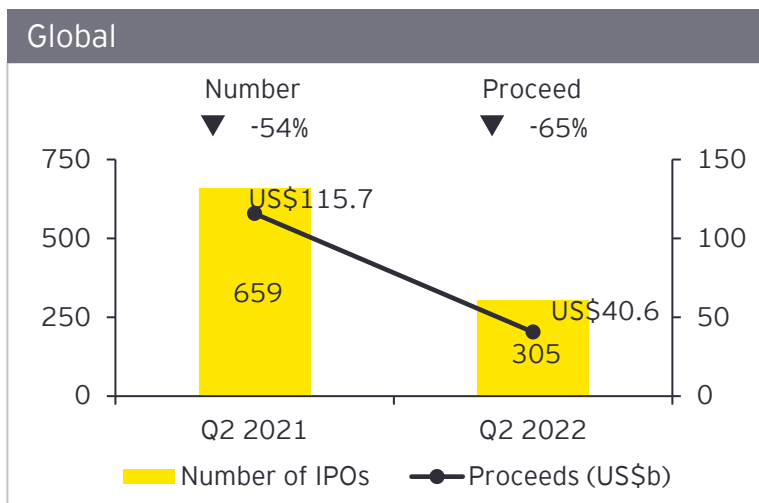 Global
Number Proceed
▼ -54% ▼ -65%
750 150
US$115.7
500 100
659
250 US$40.6 50
305
0 0
Q2 2021 Q2 2022
Number of IPOs Proceeds (US$b)